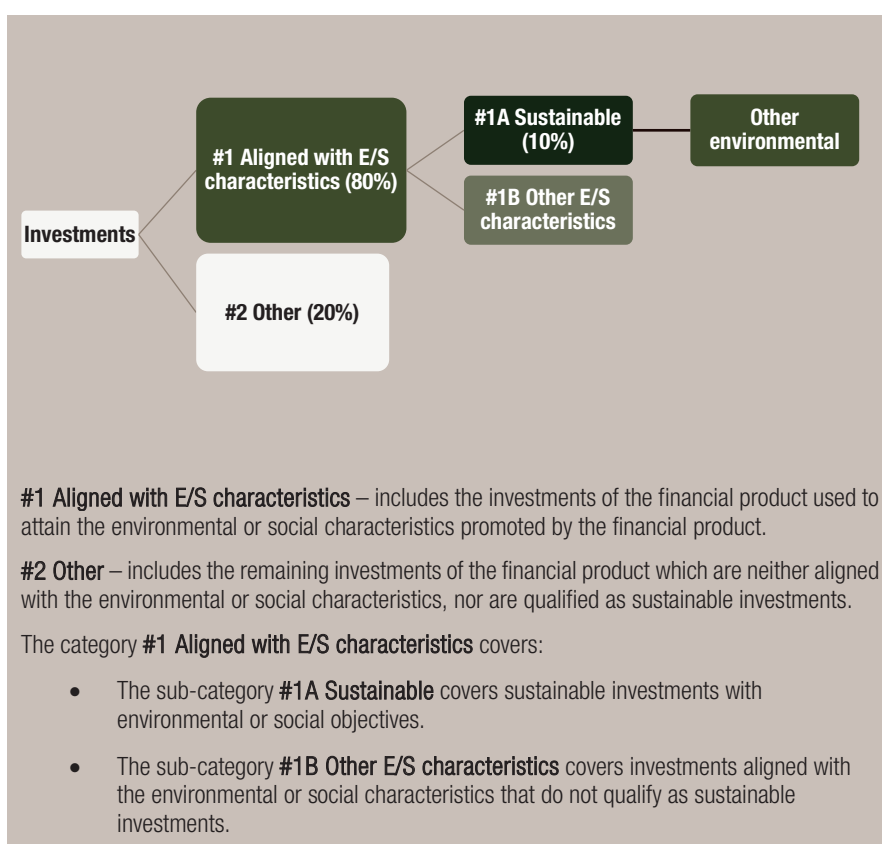 #1 Aligned with E/S
characteristics (80%)
#1A Sustainable
(10%)
Other
environmental
#1B Other E/S
characteristics
Investments
#2 Other (20%)
#1 Aligned with E/S characteristics – includes the investments of the financial product used to
attain the environmental or social characteristics promoted by the financial product.
#2 Other – includes the remaining investments of the financial product which are neither aligned
with the environmental or social characteristics, nor are qualified as sustainable investments.
The category #1 Aligned with E/S characteristics covers:
• The sub-category #1A Sustainable covers sustainable investments with
environmental or social objectives.
• The sub-category #1B Other E/S characteristics covers investments aligned with
the environmental or social characteristics that do not qualify as sustainable
investments.